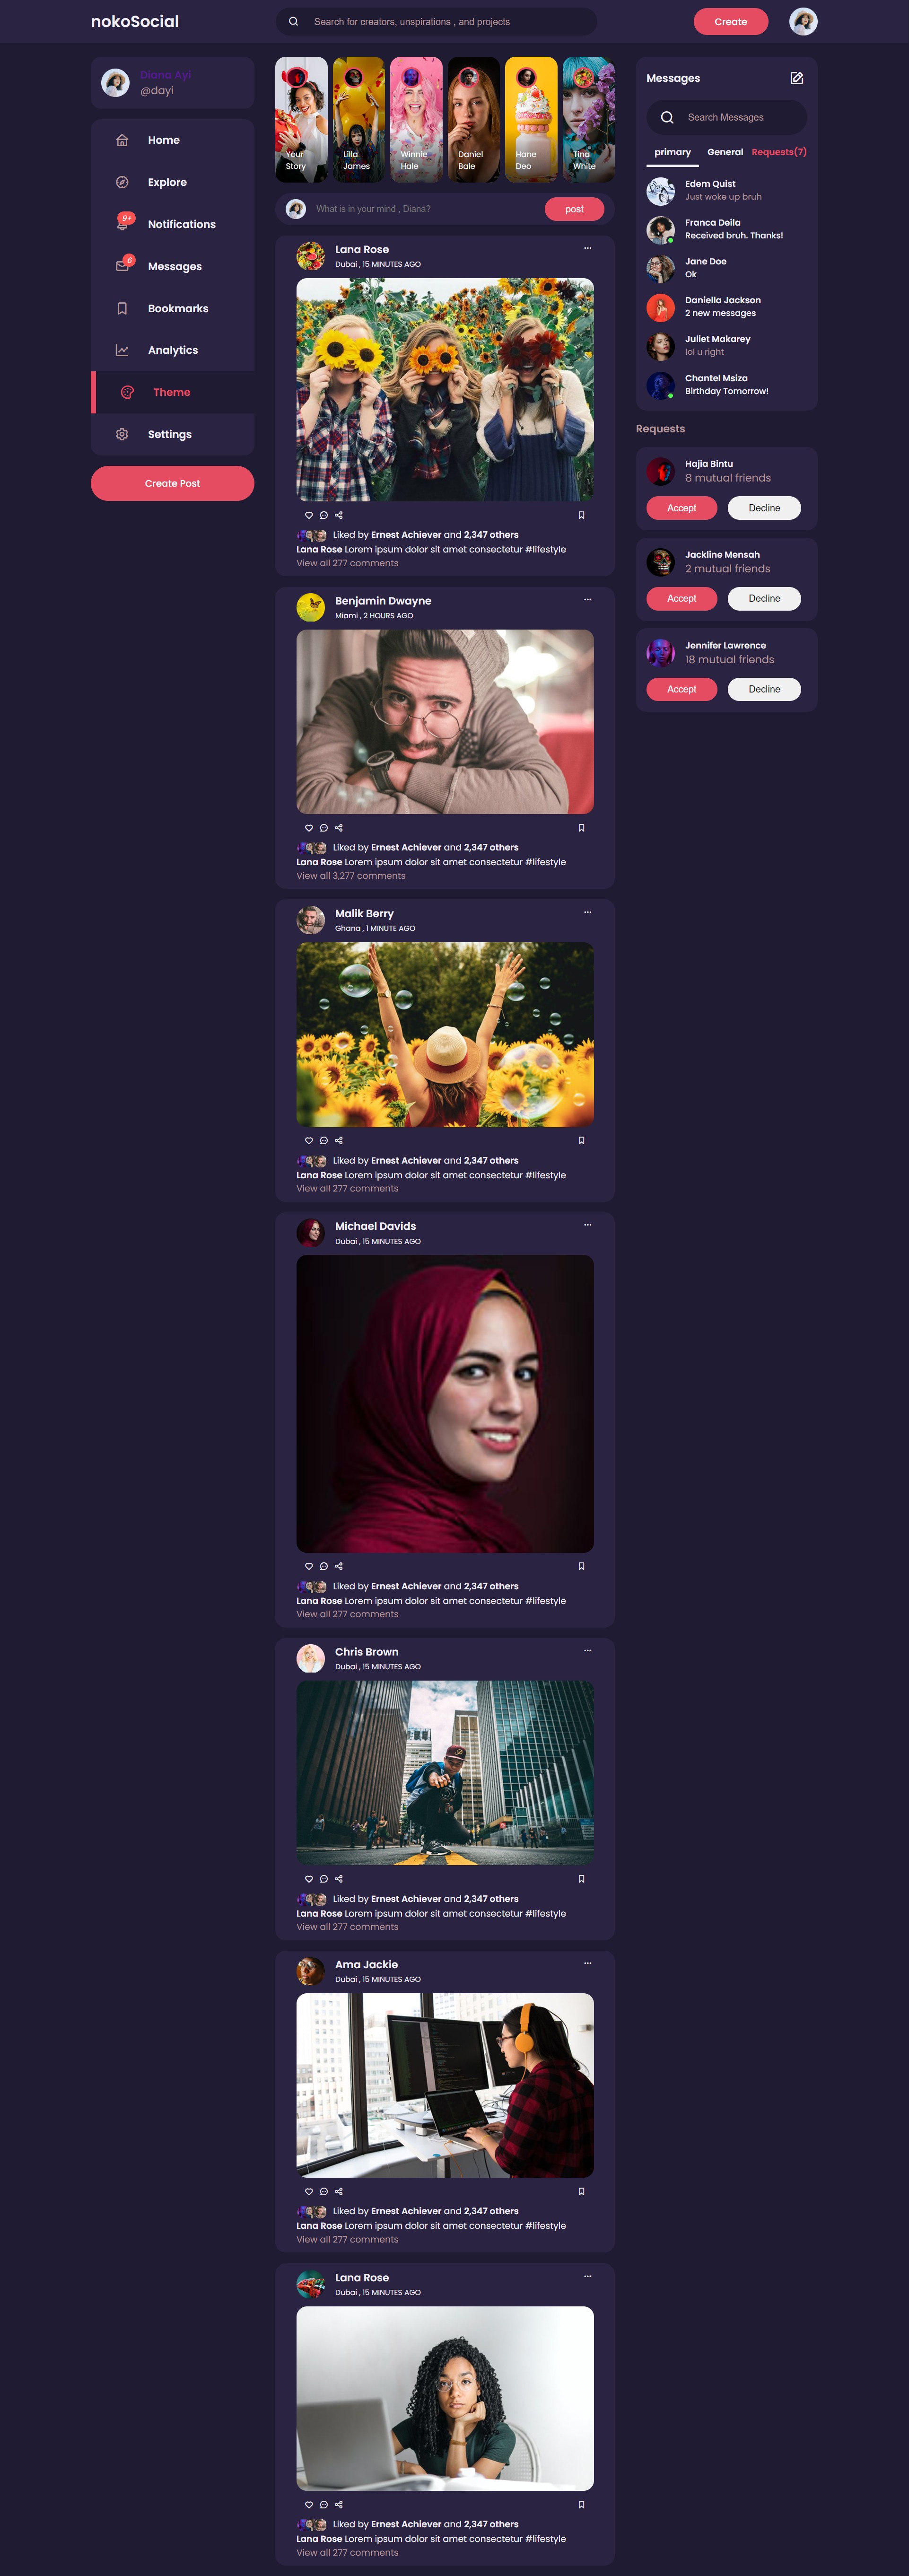 nokoSocial
Search for creators, unspirations , and projects
Create
Diana Ayi
@dayi
Home
Explore
9+
Notifications
6
Messages
Bookmarks
Analytics
Theme
Settings
Create Post
Your
Story
Lilla
James
Winnie
Hale
Daniel
Bale
Hane
Deo
Tina
White
What is in your mind , Diana?
post
Lana Rose
Dubai , 15 MINUTES AGO
Liked by Ernest Achiever and 2,347 others
Lana Rose Lorem ipsum dolor sit amet consectetur #lifestyle
View all 277 comments
Benjamin Dwayne
Miami , 2 HOURS AGO
Liked by Ernest Achiever and 2,347 others
Lana Rose Lorem ipsum dolor sit amet consectetur #lifestyle
View all 3,277 comments
Malik Berry
Ghana , 1 MINUTE AGO
Liked by Ernest Achiever and 2,347 others
Lana Rose Lorem ipsum dolor sit amet consectetur #lifestyle
View all 277 comments
Michael Davids
Dubai , 15 MINUTES AGO
Liked by Ernest Achiever and 2,347 others
Lana Rose Lorem ipsum dolor sit amet consectetur #lifestyle
View all 277 comments
Chris Brown
Dubai , 15 MINUTES AGO
Liked by Ernest Achiever and 2,347 others
Lana Rose Lorem ipsum dolor sit amet consectetur #lifestyle
View all 277 comments
Ama Jackie
Dubai , 15 MINUTES AGO
Liked by Ernest Achiever and 2,347 others
Lana Rose Lorem ipsum dolor sit amet consectetur #lifestyle
View all 277 comments
Lana Rose
Dubai , 15 MINUTES AGO
Liked by Ernest Achiever and 2,347 others
Lana Rose Lorem ipsum dolor sit amet consectetur #lifestyle
View all 277 comments
Messages
Search Messages
primary General Requests(7)
Edem Quist
Just woke up bruh
Franca Deila
Received bruh. Thanks!
Jane Doe
Ok
Daniella Jackson
2 new messages
Juliet Makarey
lol u right
Chantel Msiza
Birthday Tomorrow!
Requests
Hajia Bintu
8 mutual friends
Accept Decline
Jackline Mensah
2 mutual friends
Accept Decline
Jennifer Lawrence
18 mutual friends
Accept Decline